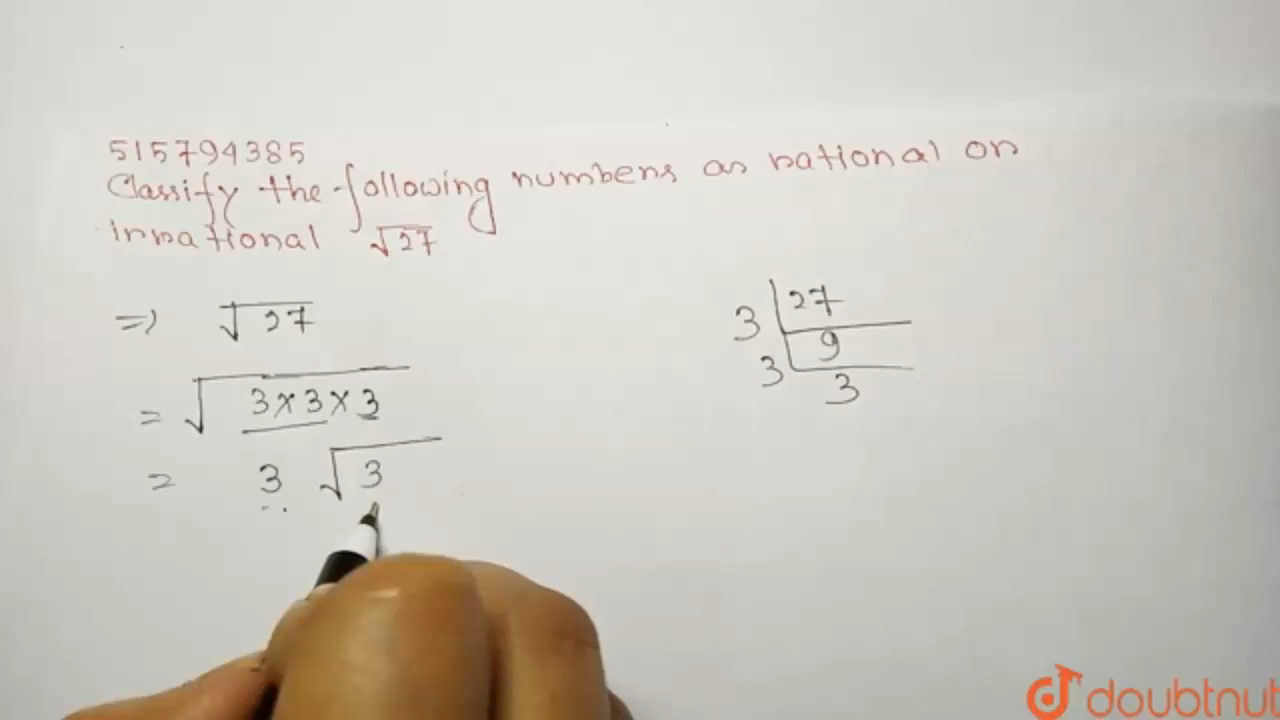 515794385
Classify the following numbers as rational or
irrational √27
=> √27
= √3×3×3
= 3 √3
3 | 27
3 | 9
3
doubtnut